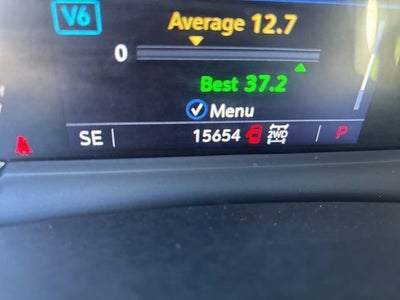 V6
Average 12.7
0
Best 37.2
Menu
SE 15654 2WD P